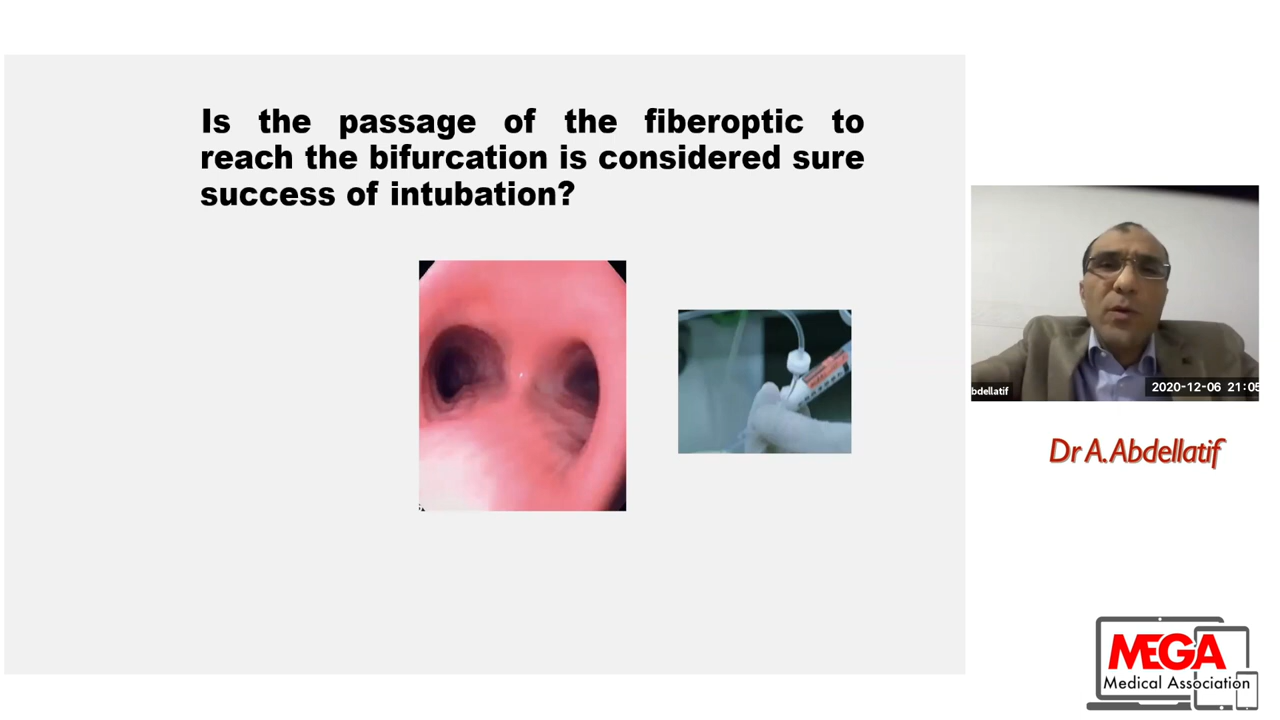 Is the passage of the fiberoptic to
reach the bifurcation is considered sure
success of intubation?
bdellatif
2020-12-06 21:05
Dr A.Abdellatif
MEGA
Medical Association